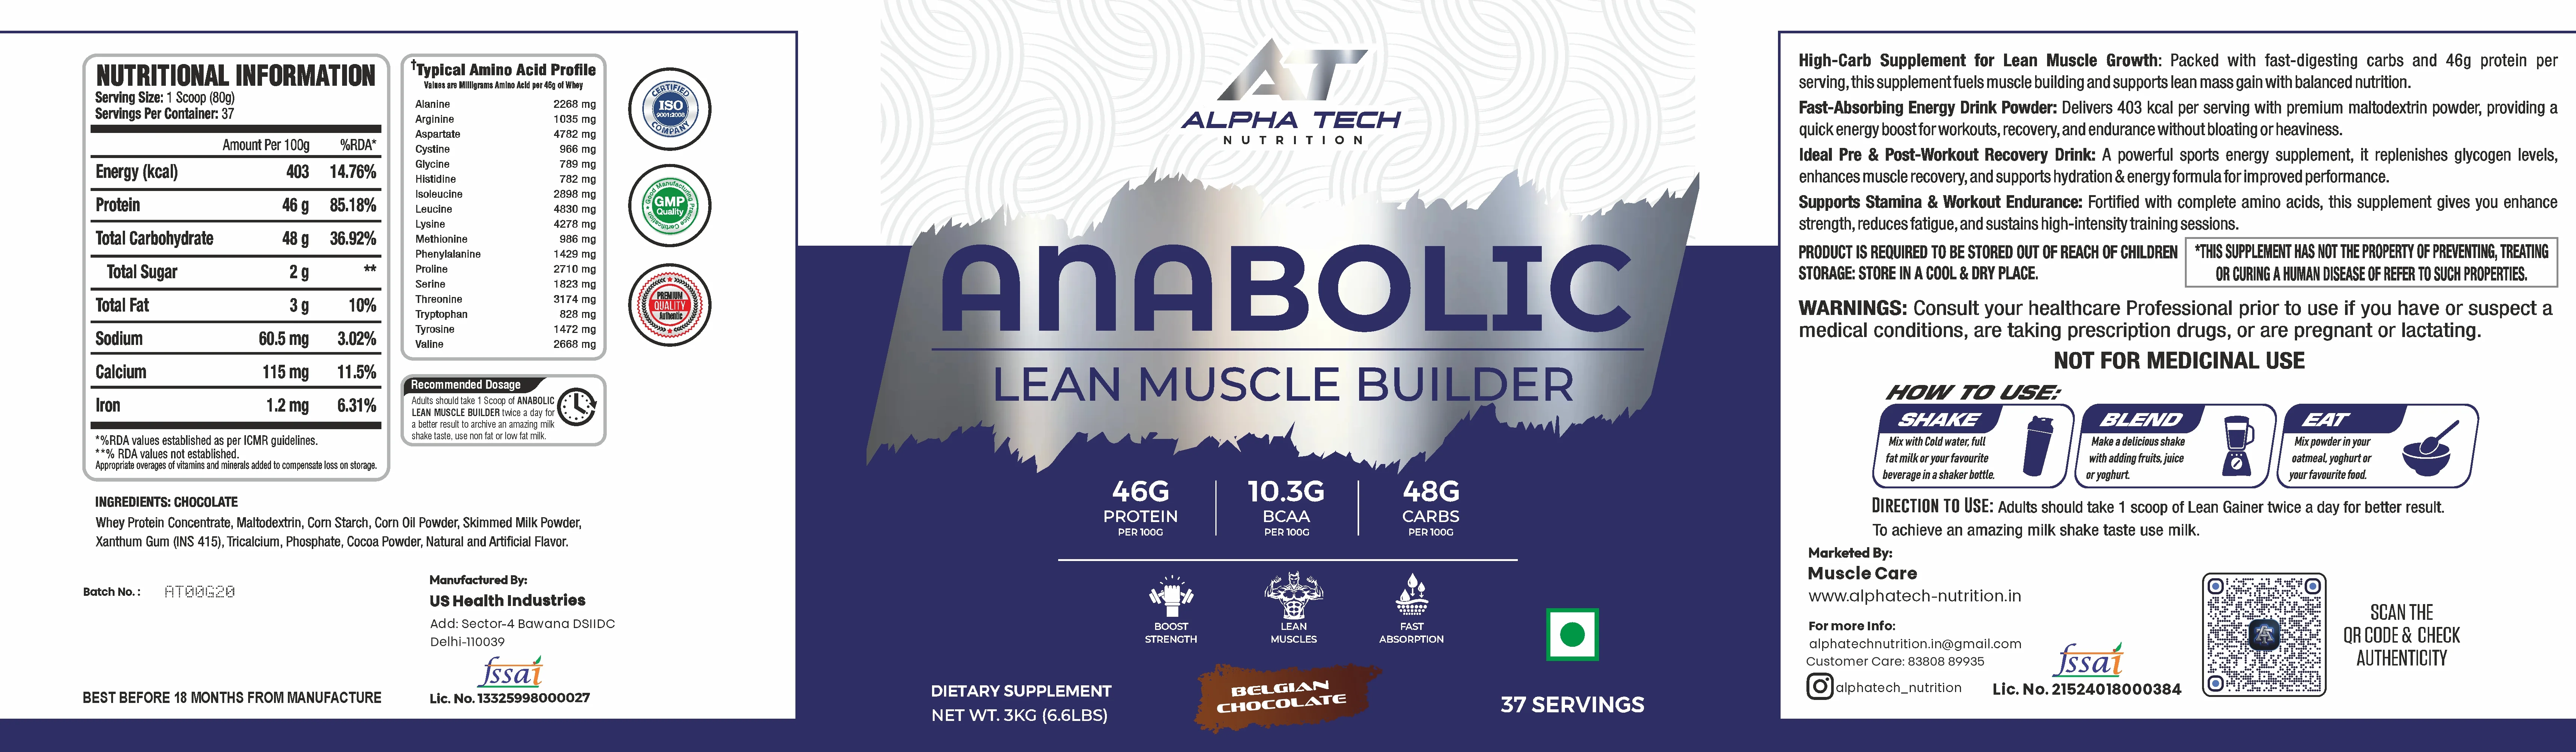 NUTRITIONAL INFORMATION
Serving Size: 1 Scoop (80g)
Servings Per Container: 37
Amount Per 100g %RDA*
Energy (kcal) 403 14.76%
Protein 46 g 85.18%
Total Carbohydrate 48 g 36.92%
Total Sugar 2 g **
Total Fat 3 g 10%
Sodium 60.5 mg 3.02%
Calcium 115 mg 11.5%
Iron 1.2 mg 6.31%
*%RDA values established as per ICMR guidelines.
**% RDA values not established.
Appropriate overages of vitamins and minerals added to compensate loss on storage.
INGREDIENTS: CHOCOLATE
Whey Protein Concentrate, Maltodextrin, Corn Starch, Corn Oil Powder, Skimmed Milk Powder,
Xanthum Gum (INS 415), Tricalcium, Phosphate, Cocoa Powder, Natural and Artificial Flavor.
Batch No. : AT00G20
BEST BEFORE 18 MONTHS FROM MANUFACTURE
†Typical Amino Acid Profile
Values are Milligrams Amino Acid per 46g of Whey
Alanine 2268 mg
Arginine 1035 mg
Aspartate 4782 mg
Cystine 966 mg
Glycine 789 mg
Histidine 782 mg
Isoleucine 2898 mg
Leucine 4830 mg
Lysine 4278 mg
Methionine 986 mg
Phenylalanine 1429 mg
Proline 2710 mg
Serine 1823 mg
Threonine 3174 mg
Tryptophan 828 mg
Tyrosine 1472 mg
Valine 2668 mg
Recommended Dosage
Adults should take 1 Scoop of ANABOLIC
LEAN MUSCLE BUILDER twice a day for
a better result to archive an amazing milk
shake taste, use non fat or low fat milk.
CERTIFIED
ISO
9001:2008
COMPANY
Good Manufacturing Practice
GMP
Quality
Certification
PREMIUM
QUALITY
Authentic
Manufactured By:
US Health Industries
Add: Sector-4 Bawana DSIIDC
Delhi-110039
fssai
Lic. No. 13325998000027
AT
ALPHA TECH
NUTRITION
ANABOLIC
LEAN MUSCLE BUILDER
46G
PROTEIN
PER 100G
10.3G
BCAA
PER 100G
48G
CARBS
PER 100G
BOOST
STRENGTH
LEAN
MUSCLES
FAST
ABSORPTION
DIETARY SUPPLEMENT
NET WT. 3KG (6.6LBS)
BELGIAN
CHOCOLATE
37 SERVINGS
High-Carb Supplement for Lean Muscle Growth: Packed with fast-digesting carbs and 46g protein per
serving, this supplement fuels muscle building and supports lean mass gain with balanced nutrition.
Fast-Absorbing Energy Drink Powder: Delivers 403 kcal per serving with premium maltodextrin powder, providing a
quick energy boost for workouts, recovery, and endurance without bloating or heaviness.
Ideal Pre & Post-Workout Recovery Drink: A powerful sports energy supplement, it replenishes glycogen levels,
enhances muscle recovery, and supports hydration & energy formula for improved performance.
Supports Stamina & Workout Endurance: Fortified with complete amino acids, this supplement gives you enhance
strength, reduces fatigue, and sustains high-intensity training sessions.
PRODUCT IS REQUIRED TO BE STORED OUT OF REACH OF CHILDREN
STORAGE: STORE IN A COOL & DRY PLACE.
*THIS SUPPLEMENT HAS NOT THE PROPERTY OF PREVENTING, TREATING
OR CURING A HUMAN DISEASE OF REFER TO SUCH PROPERTIES.
WARNINGS: Consult your healthcare Professional prior to use if you have or suspect a
medical conditions, are taking prescription drugs, or are pregnant or lactating.
NOT FOR MEDICINAL USE
HOW TO USE:
SHAKE
Mix with Cold water, full
fat milk or your favourite
beverage in a shaker bottle.
BLEND
Make a delicious shake
with adding fruits, juice
or yoghurt.
EAT
Mix powder in your
oatmeal, yoghurt or
your favourite food.
DIRECTION TO USE: Adults should take 1 scoop of Lean Gainer twice a day for better result.
To achieve an amazing milk shake taste use milk.
Marketed By:
Muscle Care
www.alphatech-nutrition.in
For more Info:
alphatechnutrition.in@gmail.com
Customer Care: 83808 89935
alphatech_nutrition
fssai
Lic. No. 21524018000384
SCAN THE
QR CODE & CHECK
AUTHENTICITY